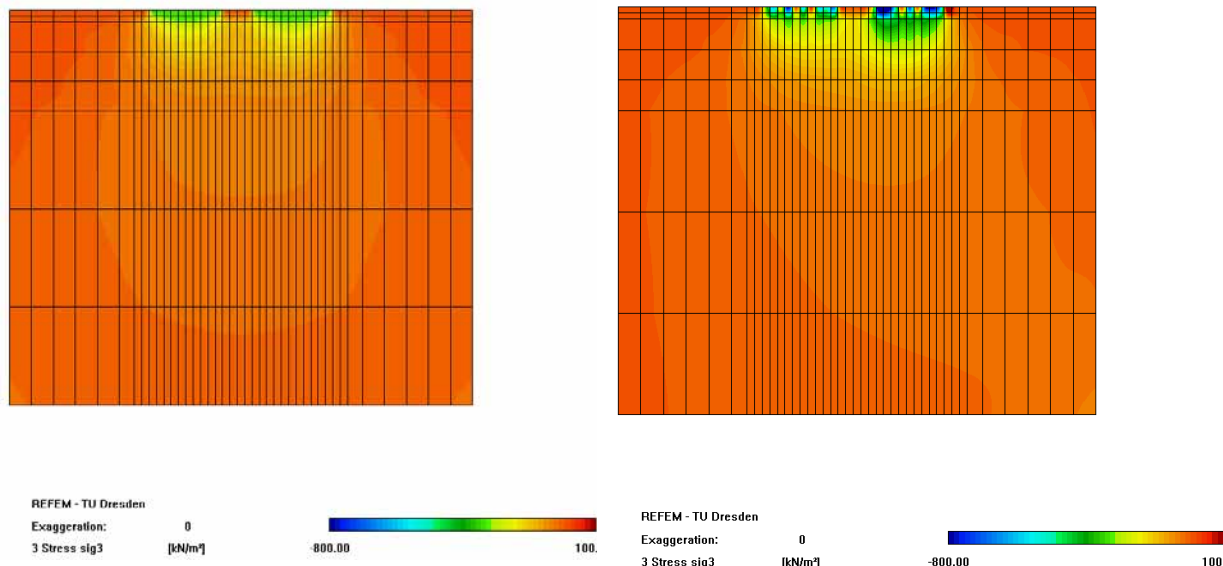 REFEM - TU Dresden
Exaggeration: 0
3 Stress sig3 [kN/m²] -800.00 100.
REFEM - TU Dresden
Exaggeration: 0
3 Stress sig3 [kN/m²] -800.00 100